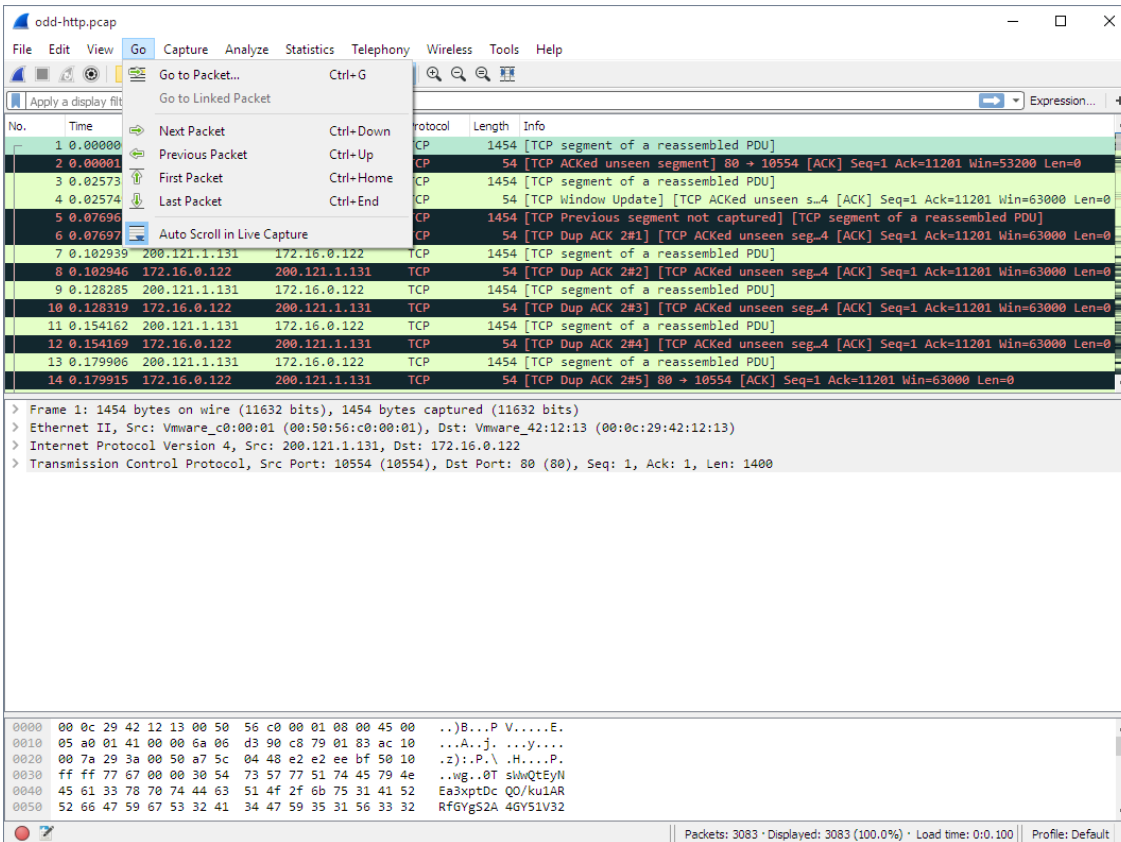 odd-http.pcap
File Edit View Go Capture Analyze Statistics Telephony Wireless Tools Help
Go to Packet... Ctrl+G
Go to Linked Packet
Next Packet Ctrl+Down
Previous Packet Ctrl+Up
First Packet Ctrl+Home
Last Packet Ctrl+End
Auto Scroll in Live Capture
Apply a display filt Expression... +
No. Time rotocol Length Info
1 0.00000 CP 1454 [TCP segment of a reassembled PDU]
2 0.00001 CP 54 [TCP ACKed unseen segment] 80 → 10554 [ACK] Seq=1 Ack=11201 Win=53200 Len=0
3 0.02573 CP 1454 [TCP segment of a reassembled PDU]
4 0.02574 CP 54 [TCP Window Update] [TCP ACKed unseen s…4 [ACK] Seq=1 Ack=11201 Win=63000 Len=0
5 0.07696 CP 1454 [TCP Previous segment not captured] [TCP segment of a reassembled PDU]
6 0.07697 CP 54 [TCP Dup ACK 2#1] [TCP ACKed unseen seg…4 [ACK] Seq=1 Ack=11201 Win=63000 Len=0
7 0.102939 200.121.1.131 172.16.0.122 TCP 1454 [TCP segment of a reassembled PDU]
8 0.102946 172.16.0.122 200.121.1.131 TCP 54 [TCP Dup ACK 2#2] [TCP ACKed unseen seg…4 [ACK] Seq=1 Ack=11201 Win=63000 Len=0
9 0.128285 200.121.1.131 172.16.0.122 TCP 1454 [TCP segment of a reassembled PDU]
10 0.128319 172.16.0.122 200.121.1.131 TCP 54 [TCP Dup ACK 2#3] [TCP ACKed unseen seg…4 [ACK] Seq=1 Ack=11201 Win=63000 Len=0
11 0.154162 200.121.1.131 172.16.0.122 TCP 1454 [TCP segment of a reassembled PDU]
12 0.154169 172.16.0.122 200.121.1.131 TCP 54 [TCP Dup ACK 2#4] [TCP ACKed unseen seg…4 [ACK] Seq=1 Ack=11201 Win=63000 Len=0
13 0.179906 200.121.1.131 172.16.0.122 TCP 1454 [TCP segment of a reassembled PDU]
14 0.179915 172.16.0.122 200.121.1.131 TCP 54 [TCP Dup ACK 2#5] 80 → 10554 [ACK] Seq=1 Ack=11201 Win=63000 Len=0
> Frame 1: 1454 bytes on wire (11632 bits), 1454 bytes captured (11632 bits)
> Ethernet II, Src: Vmware_c0:00:01 (00:50:56:c0:00:01), Dst: Vmware_42:12:13 (00:0c:29:42:12:13)
> Internet Protocol Version 4, Src: 200.121.1.131, Dst: 172.16.0.122
> Transmission Control Protocol, Src Port: 10554 (10554), Dst Port: 80 (80), Seq: 1, Ack: 1, Len: 1400
0000 00 0c 29 42 12 13 00 50 56 c0 00 01 08 00 45 00 ..)B...P V.....E.
0010 05 a0 01 41 00 00 6a 06 d3 90 c8 79 01 83 ac 10 ...A..j. ...y....
0020 00 7a 29 3a 00 50 a7 5c 04 48 e2 e2 ee bf 50 10 .z):.P.\ .H....P.
0030 ff ff 77 67 00 00 30 54 73 57 77 51 74 45 79 4e ..wg..0T sWwQtEyN
0040 45 61 33 78 70 74 44 63 51 4f 2f 6b 75 31 41 52 Ea3xptDc QO/ku1AR
0050 52 66 47 59 67 53 32 41 34 47 59 35 31 56 33 32 RfGYgS2A 4GY51V32
Packets: 3083 · Displayed: 3083 (100.0%) · Load time: 0:0.100 Profile: Default